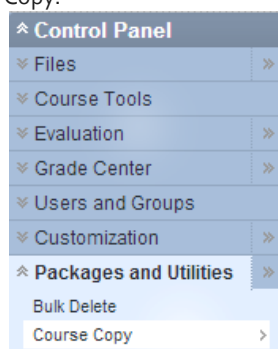 Copy.
Control Panel
Files
Course Tools
Evaluation
Grade Center
Users and Groups
Customization
Packages and Utilities
Bulk Delete
Course Copy